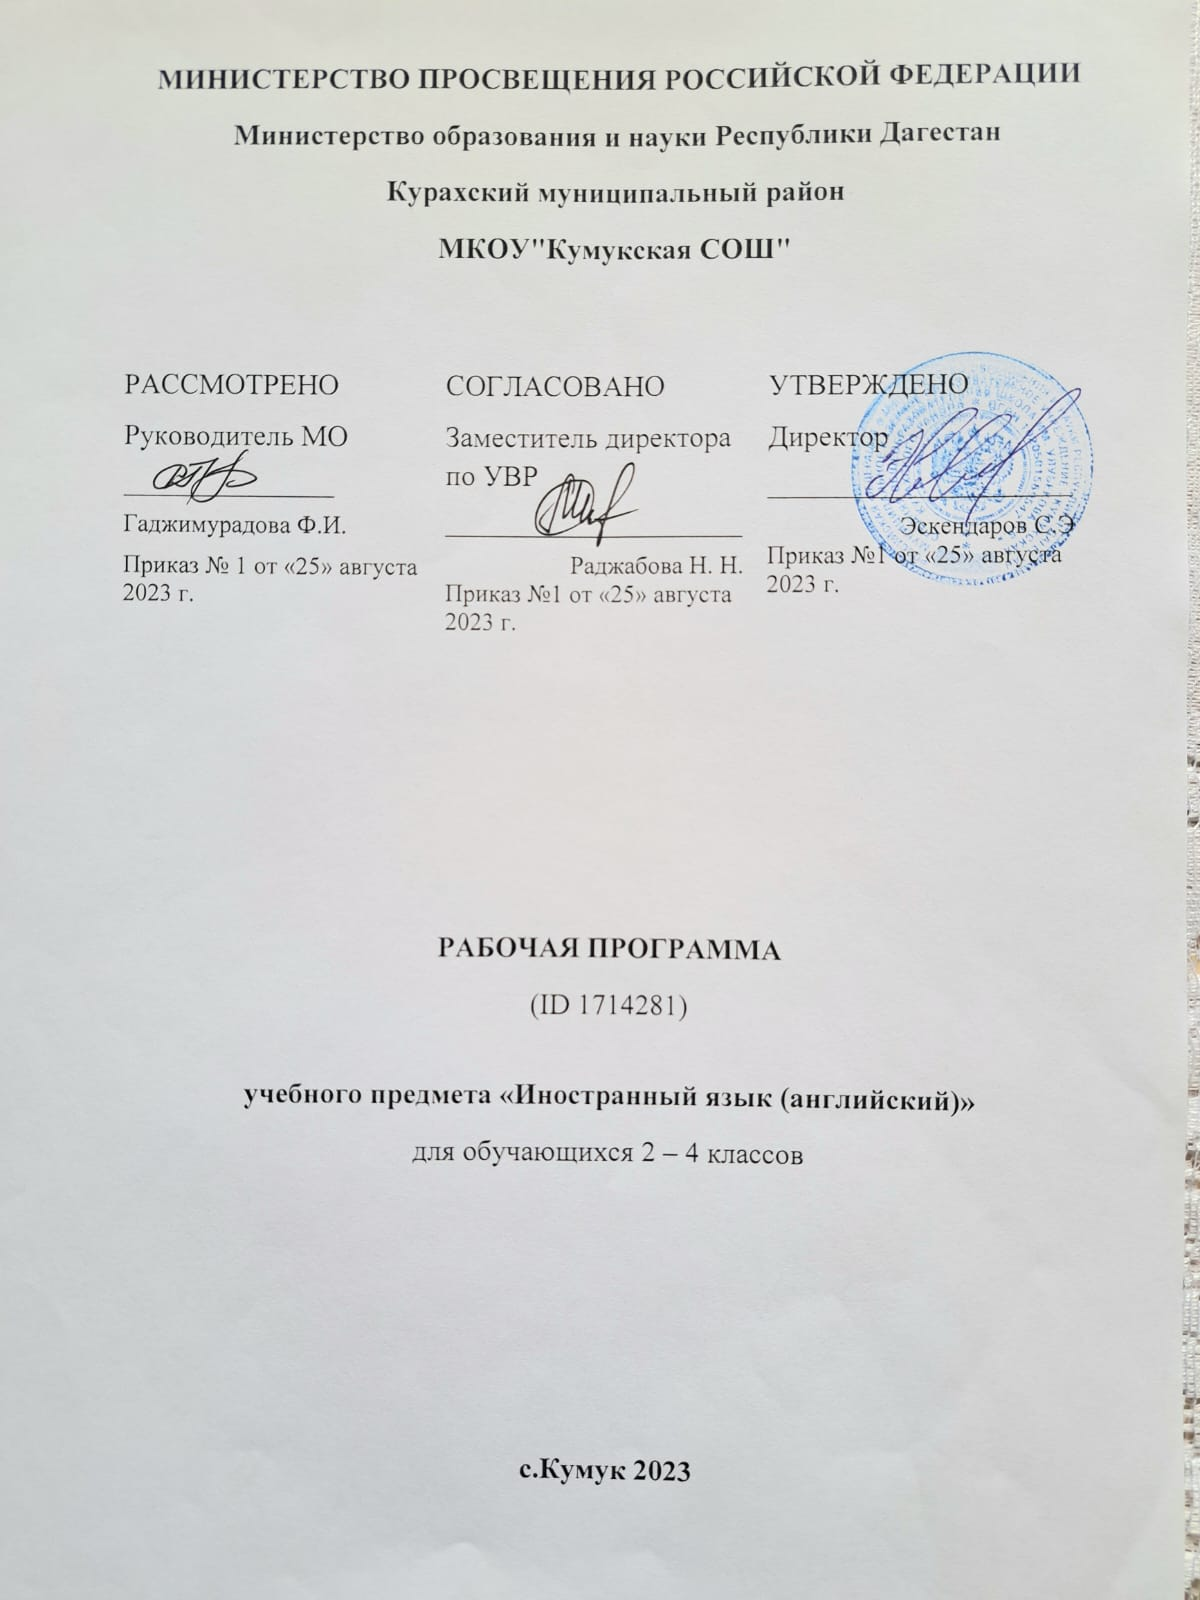 МИНИСТЕРСТВО ПРОСВЕЩЕНИЯ РОССИЙСКОЙ ФЕДЕРАЦИИ
Министерство образования и науки Республики Дагестан
Курахский муниципальный район
МКОУ"Кумукская СОШ"
РАССМОТРЕНО
Руководитель МО
Гаджимурадова Ф.И.
Приказ № 1 от «25» августа
2023 г.
СОГЛАСОВАНО
Заместитель директора
по УВР
Раджабова Н. Н.
Приказ №1 от «25» августа
2023 г.
УТВЕРЖДЕНО
Директор
Эскендаров С.Э
Приказ №1 от «25» августа
2023 г.
РАБОЧАЯ ПРОГРАММА
(ID 1714281)
учебного предмета «Иностранный язык (английский)»
для обучающихся 2 – 4 классов
с.Кумук 2023